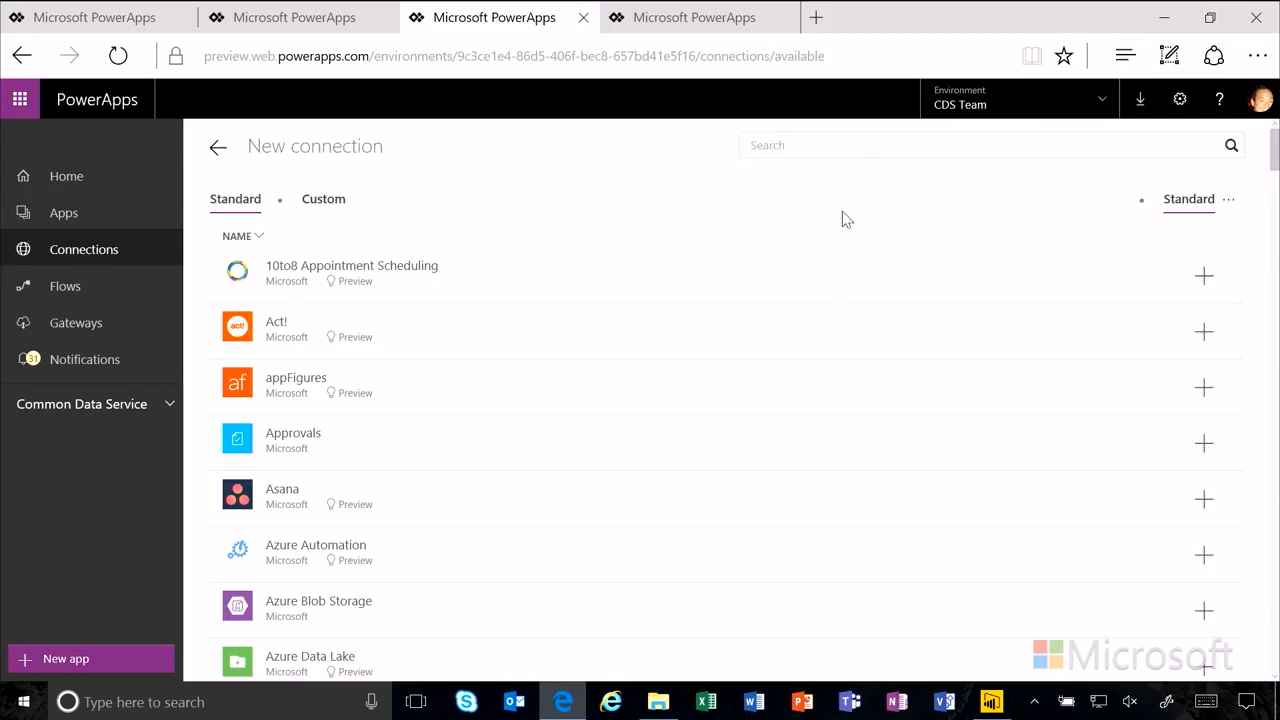 Microsoft PowerApps
Microsoft PowerApps
Microsoft PowerApps
Microsoft PowerApps
preview.web.powerapps.com/environments/9c3ce1e4-86d5-406f-bec8-657bd41e5f16/connections/available
PowerApps
Environment
CDS Team
?
New connection
Search
Home
Apps
Connections
Flows
Gateways
31 Notifications
Common Data Service
New app
Standard
Custom
Standard
NAME
10to8 Appointment Scheduling
Microsoft Preview
act!
Act!
Microsoft Preview
af
appFigures
Microsoft Preview
Approvals
Microsoft
Asana
Microsoft Preview
Azure Automation
Microsoft Preview
Azure Blob Storage
Microsoft
Azure Data Lake
Microsoft Preview
Microsoft
Type here to search